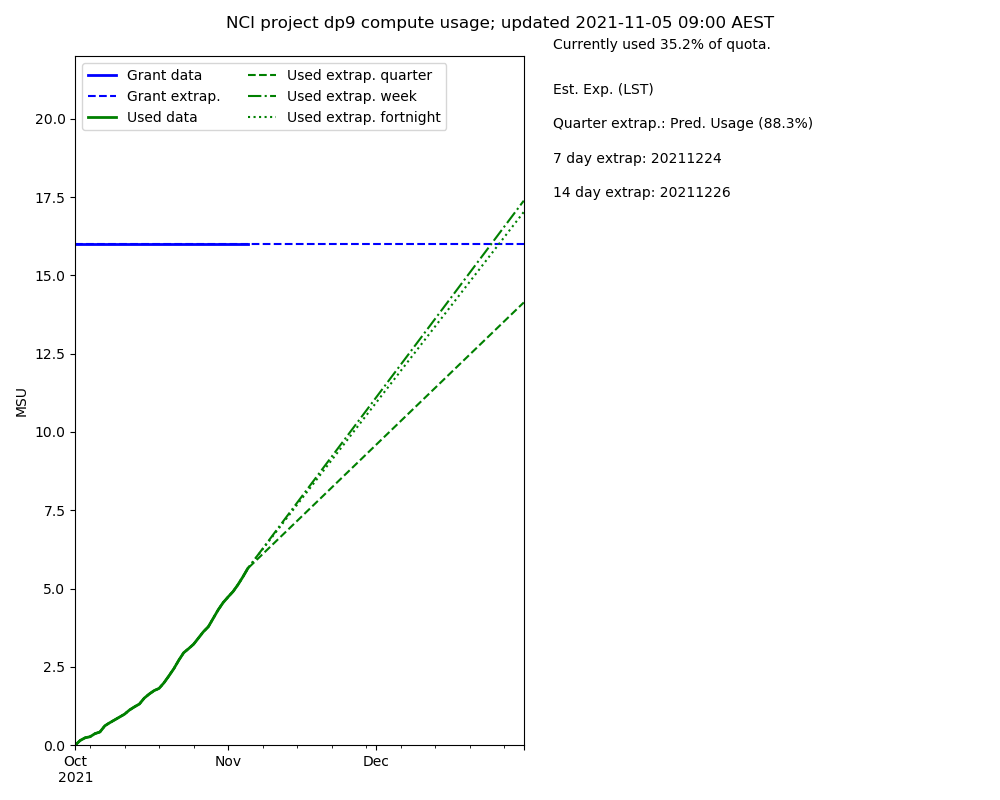 NCI project dp9 compute usage; updated 2021-11-05 09:00 AEST
Currently used 35.2% of quota.
Est. Exp. (LST)
Quarter extrap.: Pred. Usage (88.3%)
7 day extrap: 20211224
14 day extrap: 20211226
Grant data
Grant extrap.
Used data
Used extrap. quarter
Used extrap. week
Used extrap. fortnight
MSU
20.0
17.5
15.0
12.5
10.0
7.5
5.0
2.5
0.0
Oct
2021
Nov
Dec